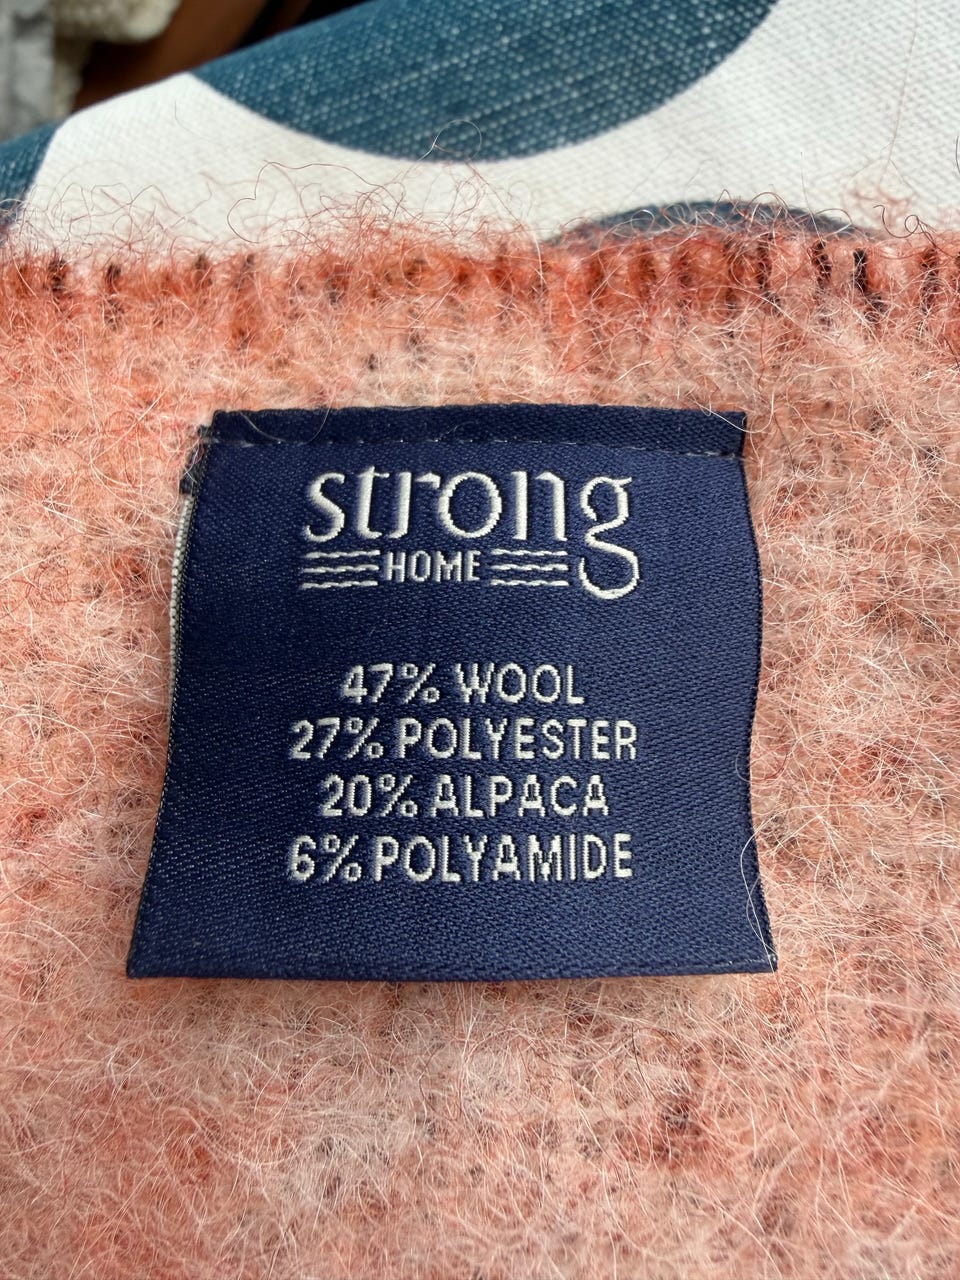 strong
HOME
47% WOOL
27% POLYESTER
20% ALPACA
6% POLYAMIDE